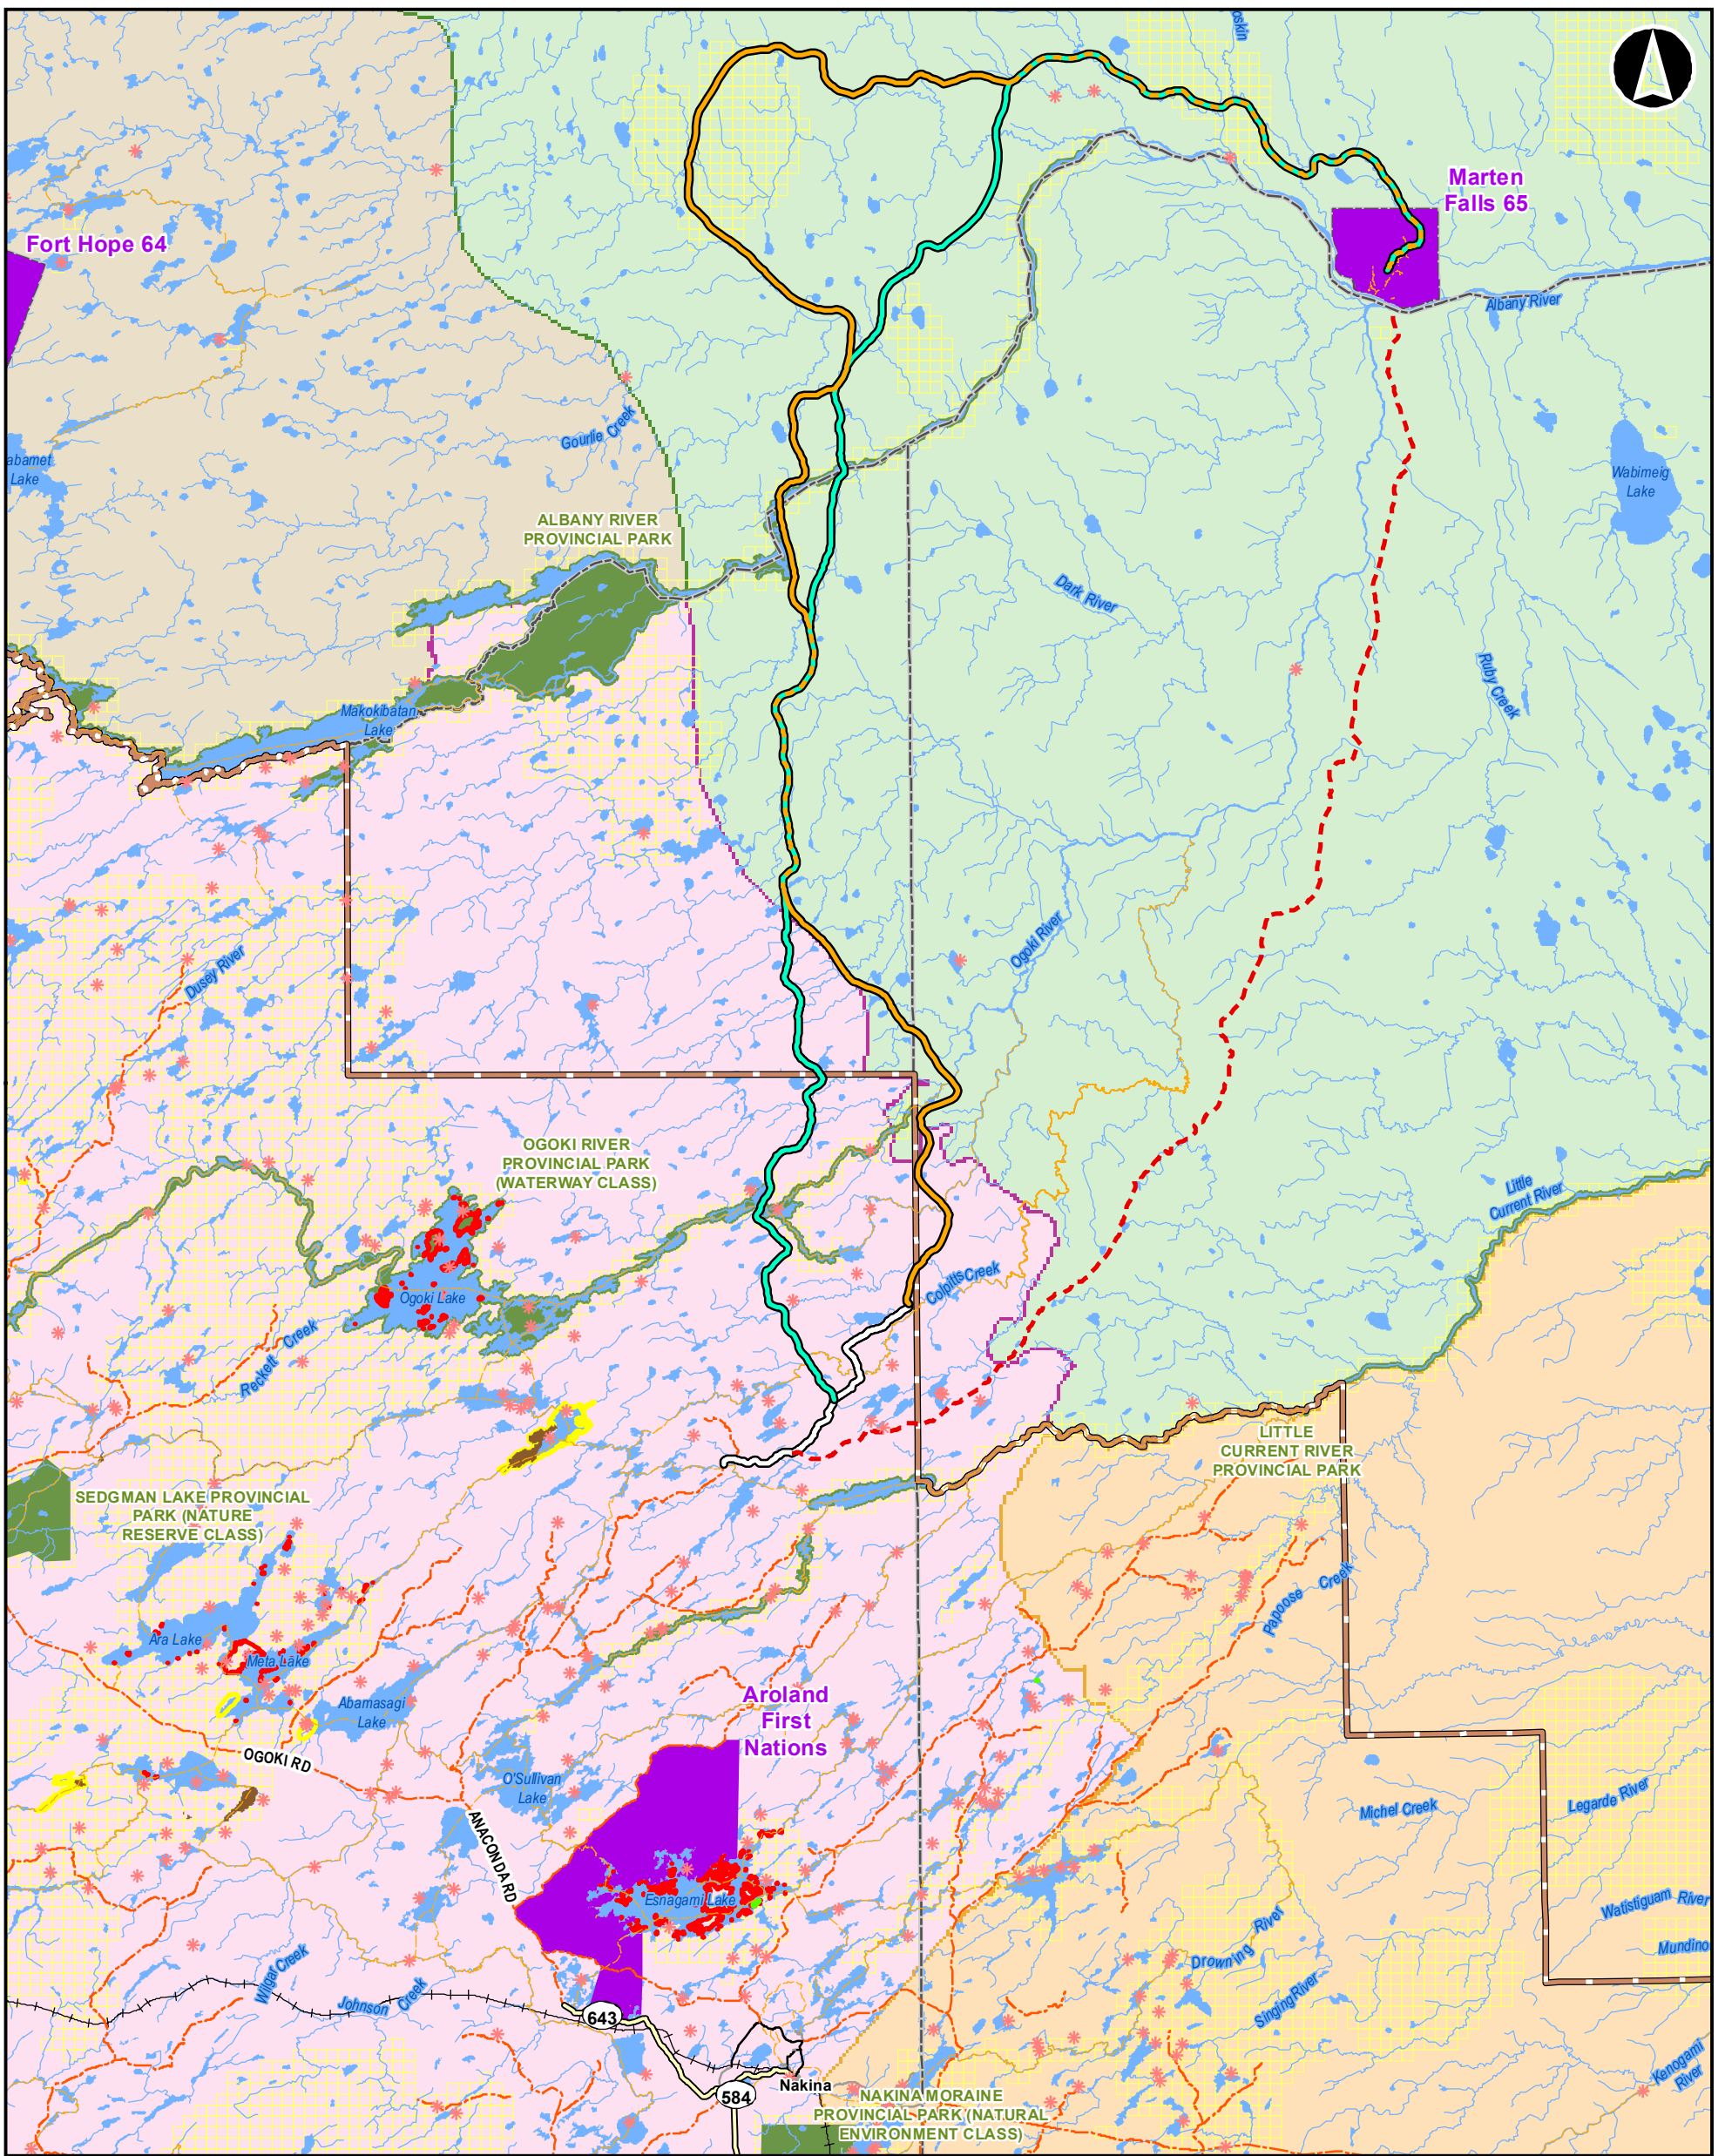 Marten
Falls 65
Fort Hope 64
Albany River
Gourlie Creek
Lake
Wabimeig
Lake
ALBANY RIVER
PROVINCIAL PARK
Dark River
Ruby Creek
Makokibatan
Lake
Ogoki River
Dusey River
OGOKI RIVER
PROVINCIAL PARK
(WATERWAY CLASS)
Little
Current River
Colpitts Creek
Ogoki Lake
Reckett Creek
LITTLE
CURRENT RIVER
PROVINCIAL PARK
SEDGMAN LAKE PROVINCIAL
PARK (NATURE
RESERVE CLASS)
Papoose Creek
Ara Lake
Meta Lake
Abamasagi
Lake
Aroland
First
Nations
OGOKI RD
O'Sullivan
Lake
Michel Creek
Legarde River
ANACONDA RD
Esnagami Lake
Watistiguam River
Drowning River
Mundino
Wilgar Creek
Johnson Creek
Singing River
643
Kenogami
River
Nakina
584
NAKINA MORAINE
PROVINCIAL PARK (NATURAL
ENVIRONMENT CLASS)